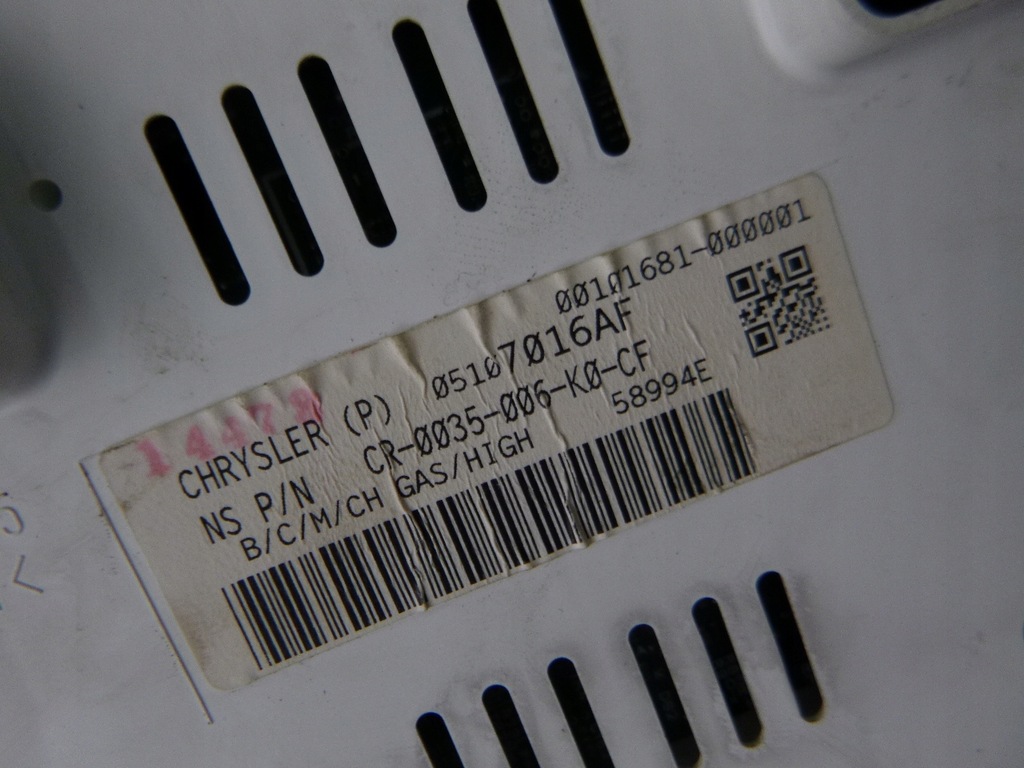 00101681-000001
CHRYSLER (P) 05107016AF
NS P/N CR-0035-006-K0-CF
B/C/M/CH GAS/HIGH 58994E